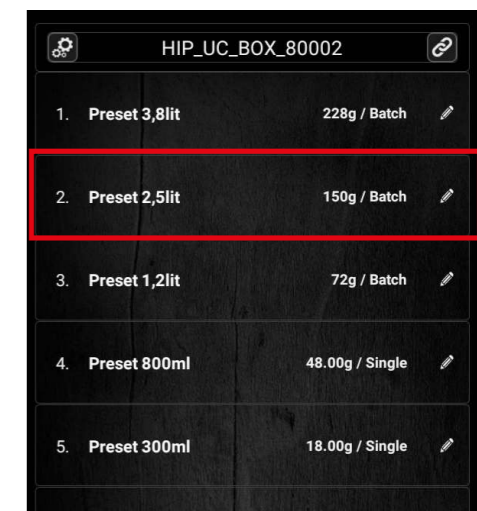 HIP_UC_BOX_80002
1. Preset 3,8lit 228g / Batch
2. Preset 2,5lit 150g / Batch
3. Preset 1,2lit 72g / Batch
4. Preset 800ml 48.00g / Single
5. Preset 300ml 18.00g / Single